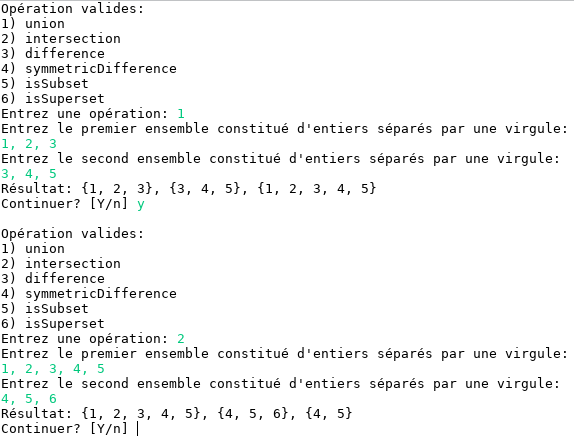 Opération valides:
1) union
2) intersection
3) difference
4) symmetricDifference
5) isSubset
6) isSuperset
Entrez une opération: 1
Entrez le premier ensemble constitué d'entiers séparés par une virgule:
1, 2, 3
Entrez le second ensemble constitué d'entiers séparés par une virgule:
3, 4, 5
Résultat: {1, 2, 3}, {3, 4, 5}, {1, 2, 3, 4, 5}
Continuer? [Y/n] y
Opération valides:
1) union
2) intersection
3) difference
4) symmetricDifference
5) isSubset
6) isSuperset
Entrez une opération: 2
Entrez le premier ensemble constitué d'entiers séparés par une virgule:
1, 2, 3, 4, 5
Entrez le second ensemble constitué d'entiers séparés par une virgule:
4, 5, 6
Résultat: {1, 2, 3, 4, 5}, {4, 5, 6}, {4, 5}
Continuer? [Y/n]